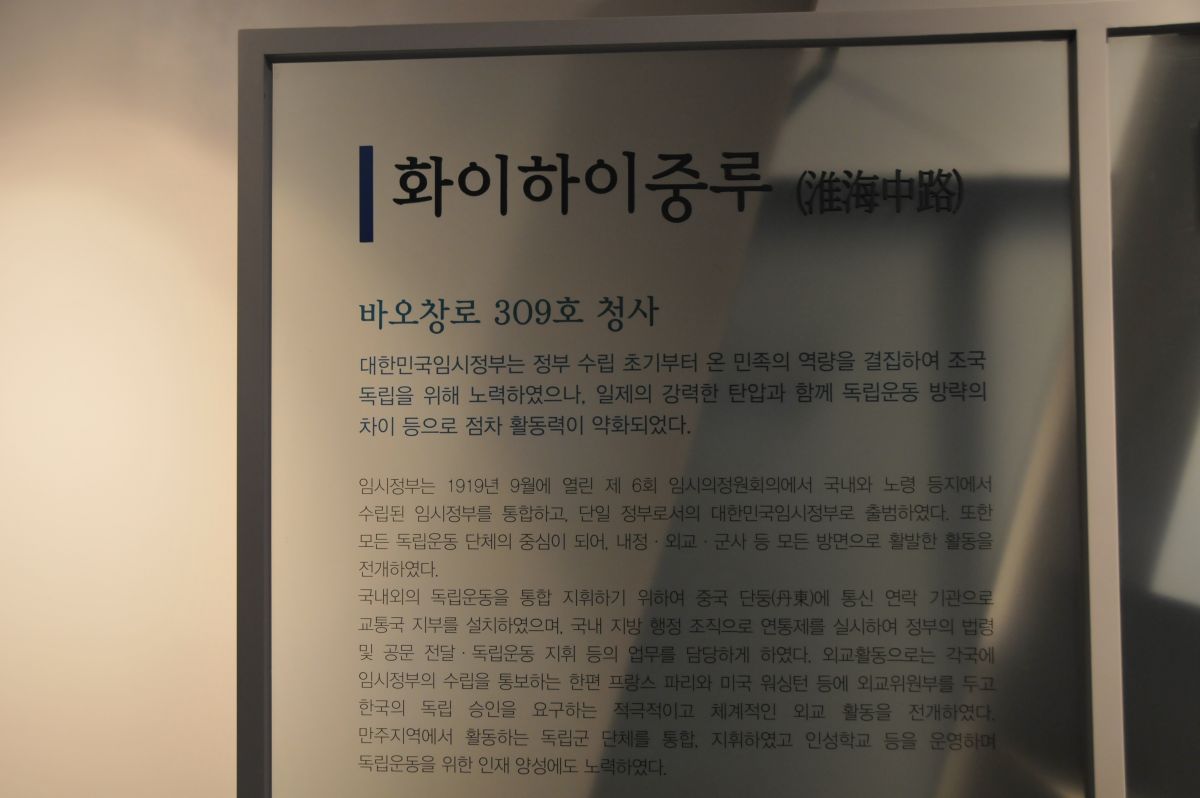 화이하이중루 (淮海中路)
바오창로 309호 청사
대한민국임시정부는 정부 수립 초기부터 온 민족의 역량을 결집하여 조국
독립을 위해 노력하였으나, 일제의 강력한 탄압과 함께 독립운동 방략의
차이 등으로 점차 활동력이 약화되었다.
임시정부는 1919년 9월에 열린 제 6회 임시의정원회의에서 국내와 노령 등지에서
수립된 임시정부를 통합하고, 단일 정부로서의 대한민국임시정부로 출범하였다. 또한
모든 독립운동 단체의 중심이 되어, 내정 · 외교 · 군사 등 모든 방면으로 활발한 활동을
전개하였다.
국내외의 독립운동을 통합 지휘하기 위하여 중국 단둥(丹東)에 통신 연락 기관으로
교통국 지부를 설치하였으며, 국내 지방 행정 조직으로 연통제를 실시하여 정부의 법령
및 공문 전달 · 독립운동 지휘 등의 업무를 담당하게 하였다. 외교활동으로는 각국에
임시정부의 수립을 통보하는 한편 프랑스 파리와 미국 워싱턴 등에 외교위원부를 두고
한국의 독립 승인을 요구하는 적극적이고 체계적인 외교 활동을 전개하였다.
만주지역에서 활동하는 독립군 단체를 통합, 지휘하였고 인성학교 등을 운영하며
독립운동을 위한 인재 양성에도 노력하였다.